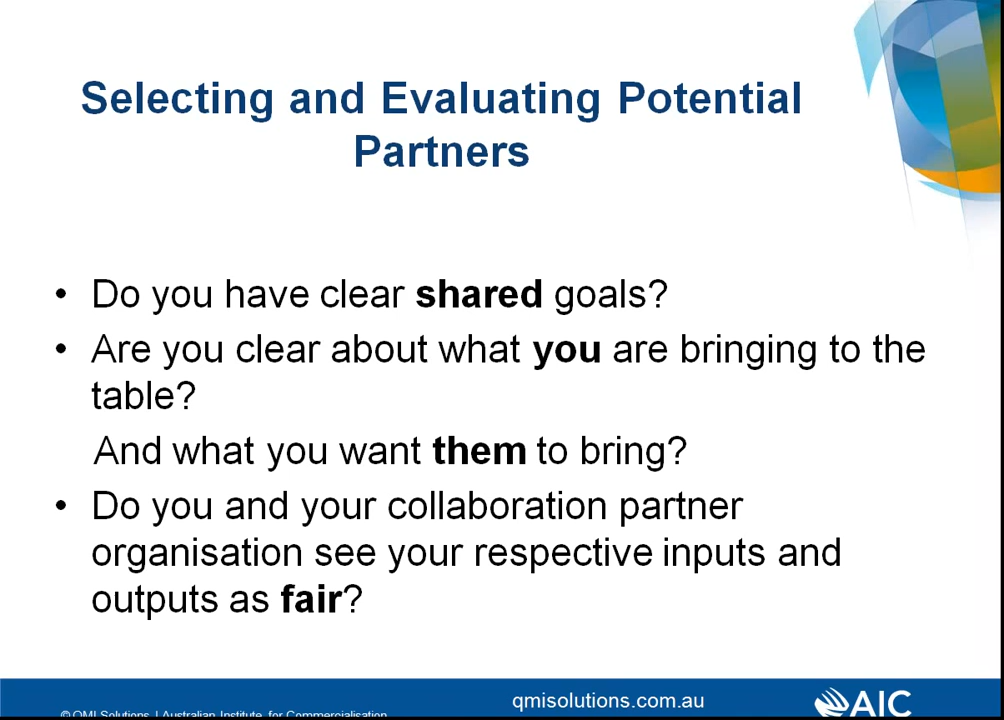 Selecting and Evaluating Potential
Partners
• Do you have clear shared goals?
• Are you clear about what you are bringing to the
table?
And what you want them to bring?
• Do you and your collaboration partner
organisation see your respective inputs and
outputs as fair?
qmisolutions.com.au
AIC
© QMI Solutions | Australian Institute for Commercialisation